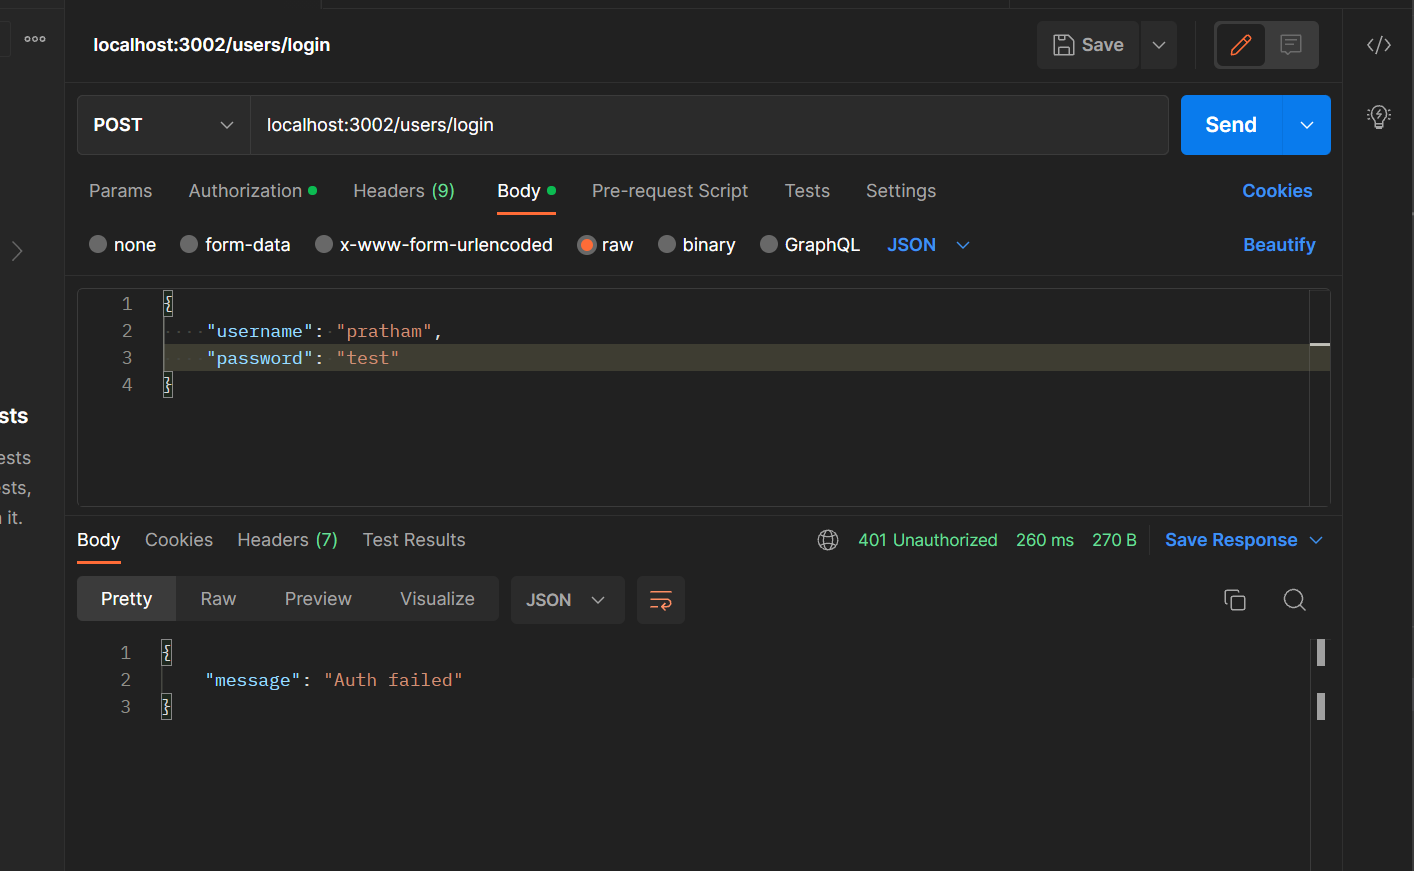 localhost:3002/users/login
Save
POST
localhost:3002/users/login
Send
Params
Authorization
Headers (9)
Body
Pre-request Script
Tests
Settings
Cookies
none
form-data
x-www-form-urlencoded
raw
binary
GraphQL
JSON
Beautify
1 {
2 "username": "pratham",
3 "password": "test"
4 }
sts
ests
sts,
it.
Body
Cookies
Headers (7)
Test Results
401 Unauthorized
260 ms
270 B
Save Response
Pretty
Raw
Preview
Visualize
JSON
1 {
2 "message": "Auth failed"
3 }